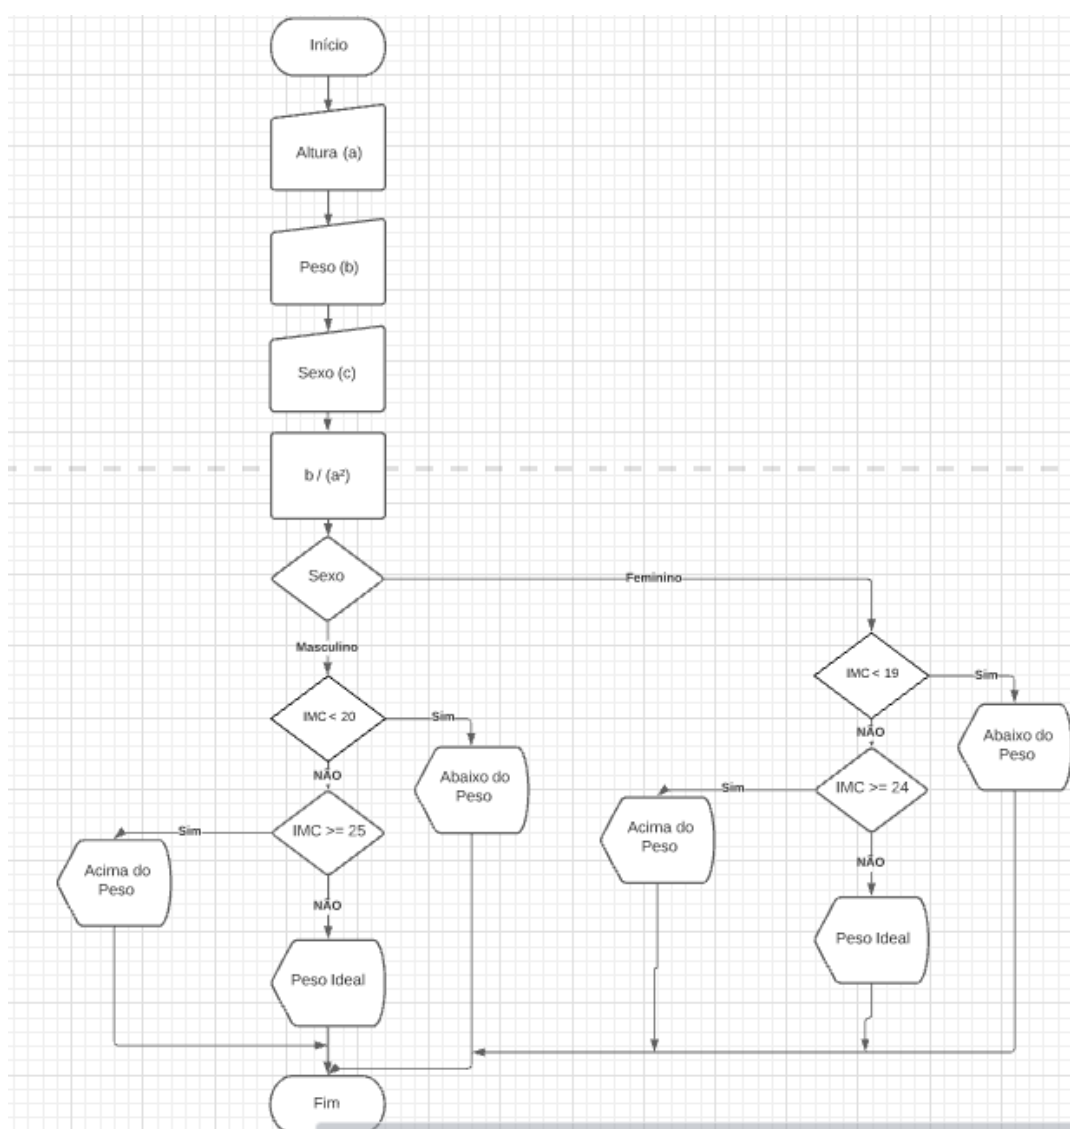 Início
Altura (a)
Peso (b)
Sexo (c)
b / (a²)
Sexo
Feminino
Masculino
IMC < 19
Sim
Abaixo do
Peso
NÃO
IMC >= 24
Sim
Acima do
Peso
NÃO
Peso Ideal
IMC < 20
Sim
Abaixo do
Peso
NÃO
IMC >= 25
Sim
Acima do
Peso
NÃO
Peso Ideal
Fim